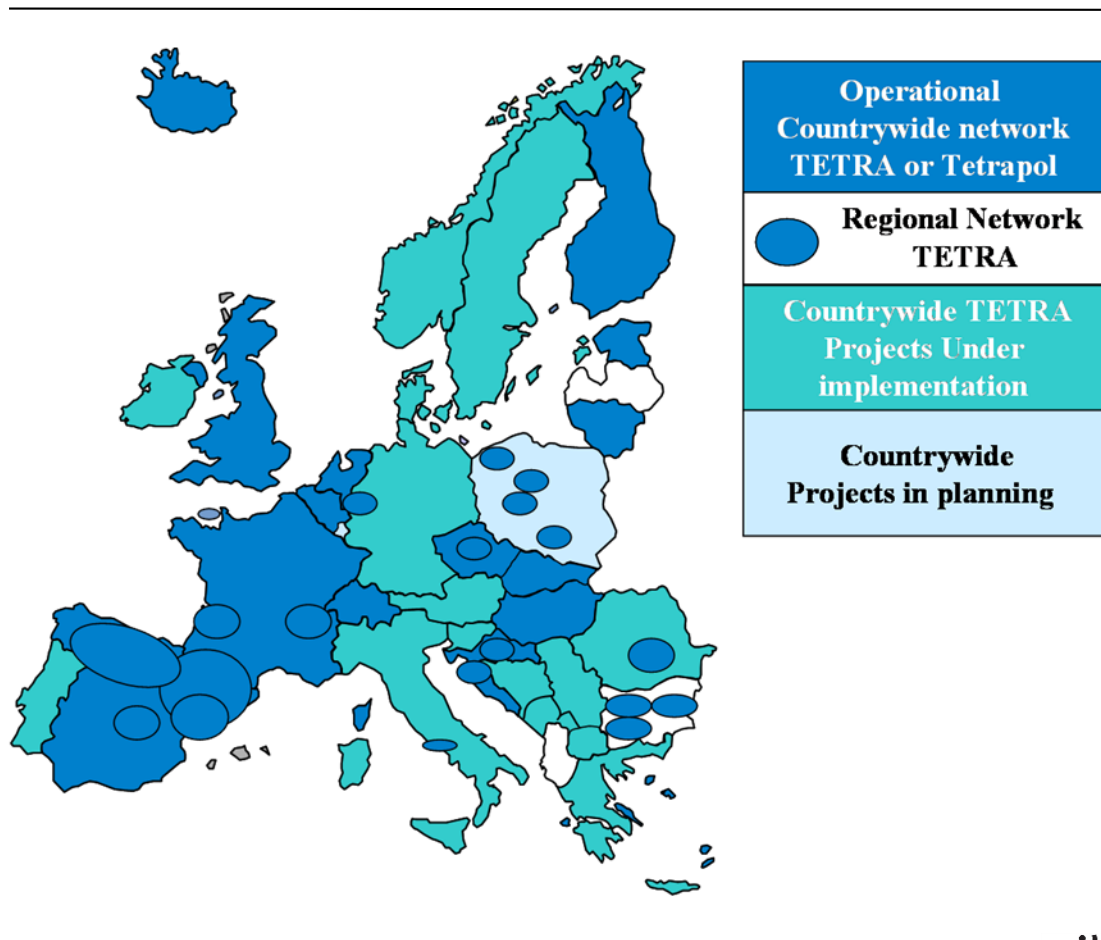 Operational
Countrywide network
TETRA or Tetrapol
Regional Network
TETRA
Countrywide TETRA
Projects Under
implementation
Countrywide
Projects in planning